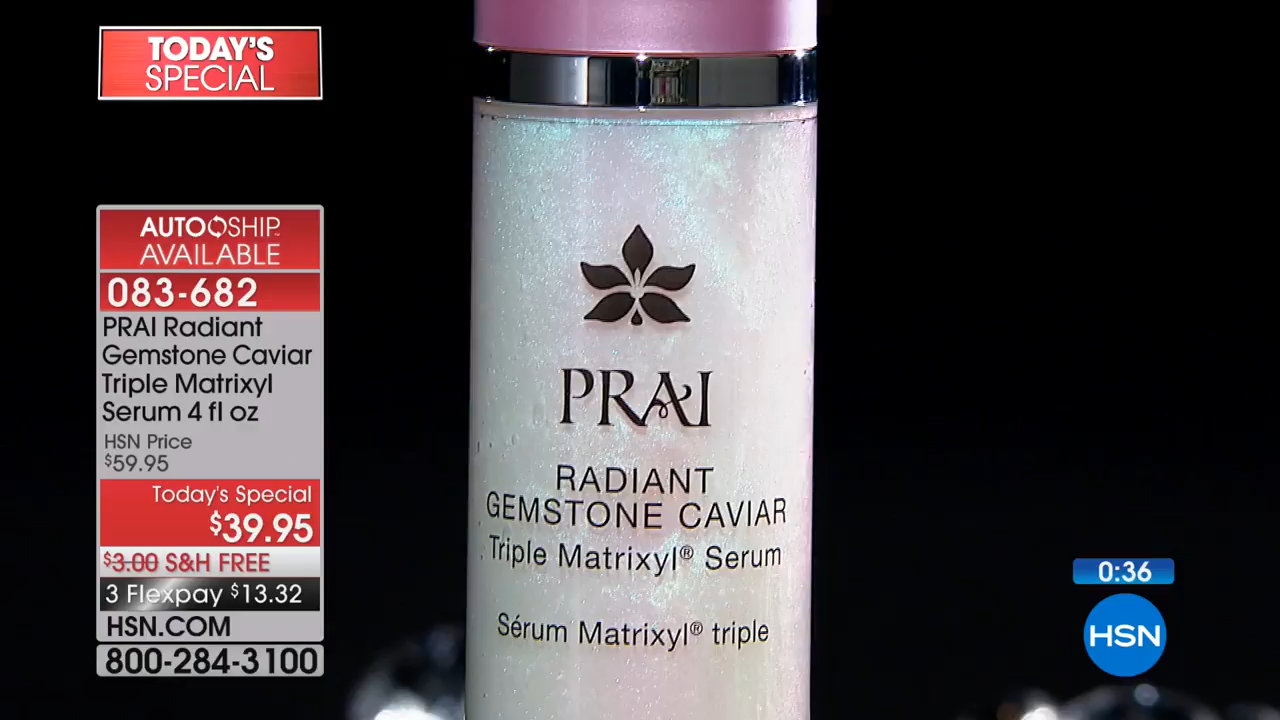 TODAY'S
SPECIAL
AUTO SHIP
AVAILABLE
083-682
PRAI Radiant
Gemstone Caviar
Triple Matrixyl
Serum 4 fl oz
HSN Price
$59.95
Today's Special
$39.95
$3.00 S&H FREE
3 Flexpay $13.32
HSN.COM
800-284-3100
PRAI
RADIANT
GEMSTONE CAVIAR
Triple Matrixyl® Serum
Sérum Matrixyl® triple
0:36
HSN